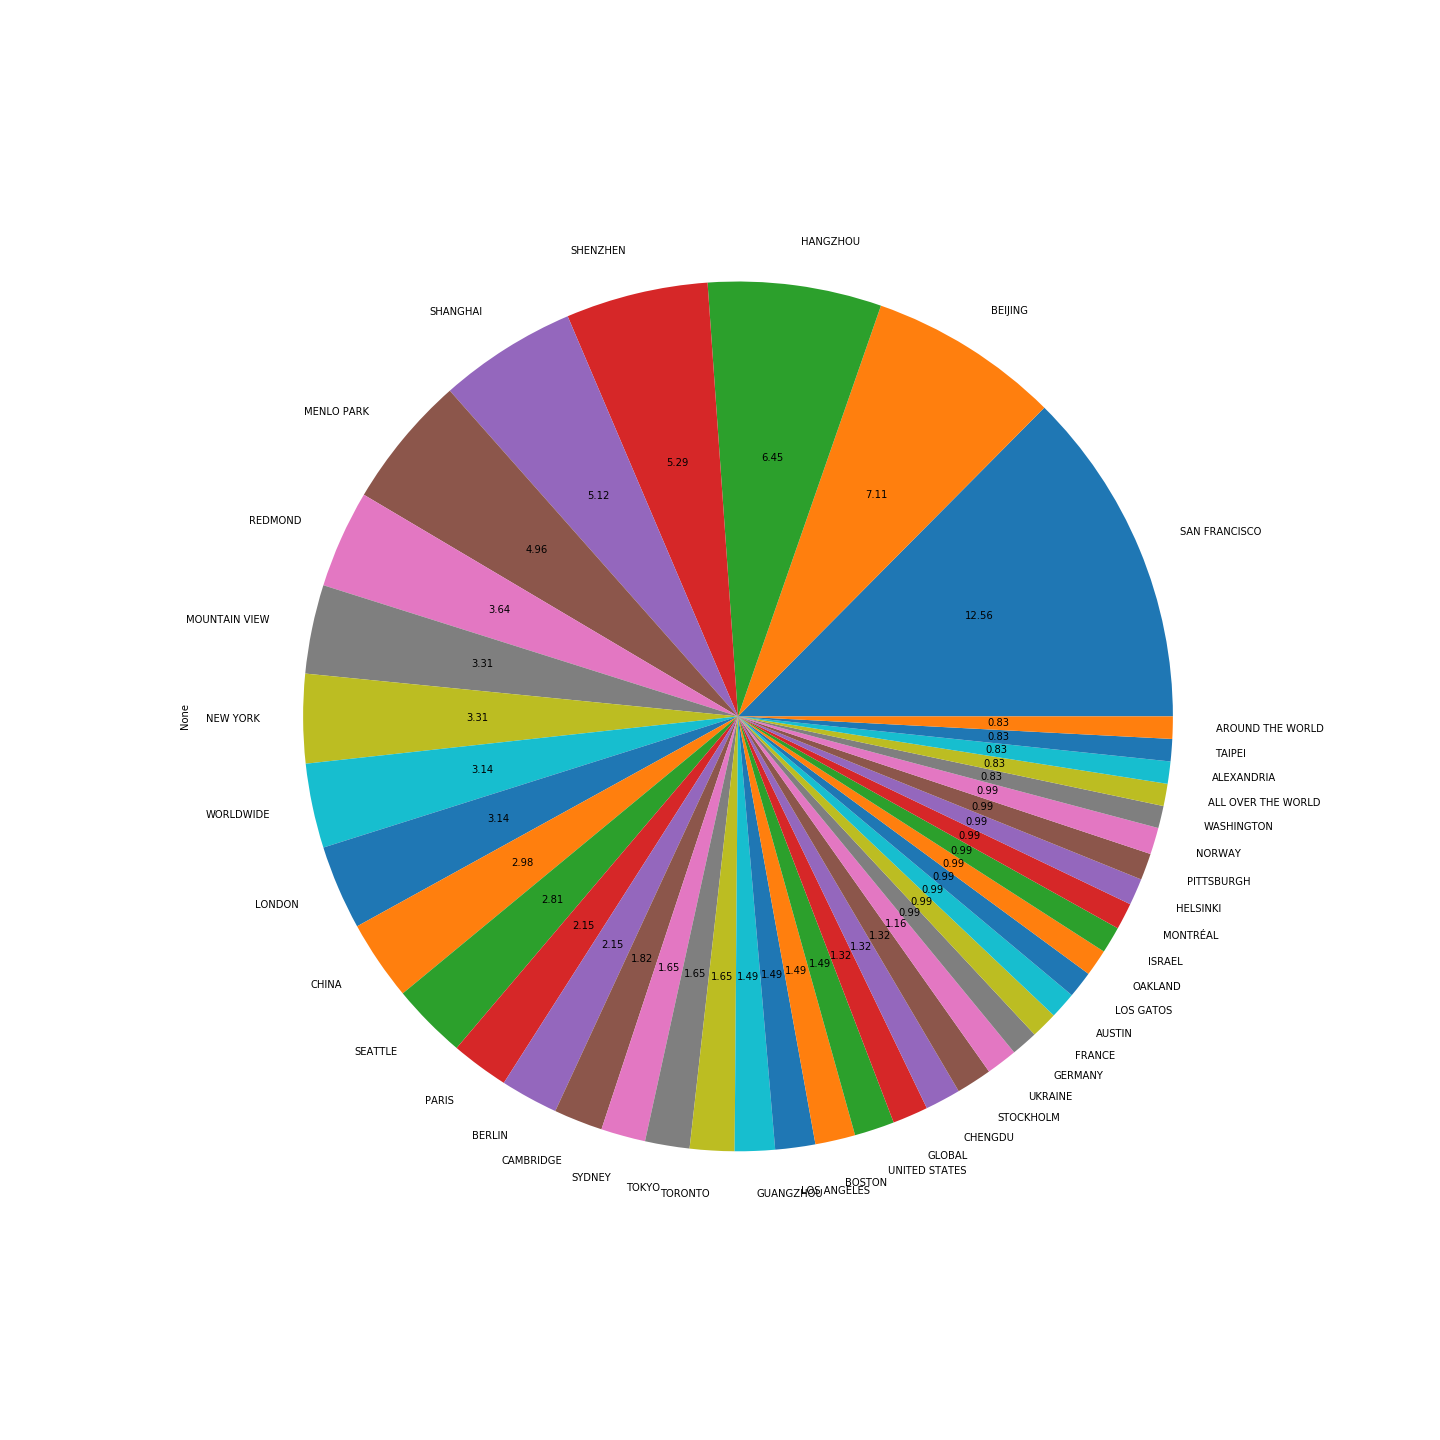 HANGZHOU
SHENZHEN
BEIJING
SHANGHAI
MENLO PARK
REDMOND
SAN FRANCISCO
MOUNTAIN VIEW
None
NEW YORK
WORLDWIDE
LONDON
CHINA
SEATTLE
PARIS
BERLIN
CAMBRIDGE
SYDNEY
TOKYO
TORONTO
GUANGZHOU
LOS ANGELES
BOSTON
UNITED STATES
GLOBAL
CHENGDU
STOCKHOLM
UKRAINE
GERMANY
FRANCE
AUSTIN
LOS GATOS
OAKLAND
ISRAEL
MONTRÉAL
HELSINKI
PITTSBURGH
NORWAY
WASHINGTON
ALL OVER THE WORLD
ALEXANDRIA
TAIPEI
AROUND THE WORLD
12.56
7.11
6.45
5.29
5.12
4.96
3.64
3.31
3.31
3.14
3.14
2.98
2.81
2.15
2.15
1.82
1.65
1.65
1.65
1.49
1.49
1.49
1.49
1.32
1.32
1.32
1.16
0.99
0.99
0.99
0.99
0.99
0.99
0.99
0.99
0.99
0.99
0.83
0.83
0.83
0.83
0.83